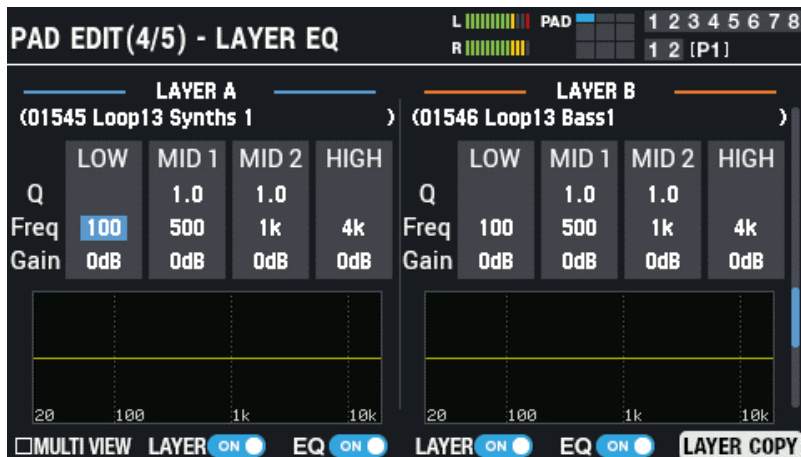 PAD EDIT(4/5) - LAYER EQ
L PAD 1 2 3 4 5 6 7 8
R 1 2 [P1]
LAYER A
(01545 Loop13 Synths 1 )
LOW MID 1 MID 2 HIGH
Q 1.0 1.0
Freq 100 500 1k 4k
Gain 0dB 0dB 0dB 0dB
20 100 1k 10k
LAYER B
(01546 Loop13 Bass1 )
LOW MID 1 MID 2 HIGH
Q 1.0 1.0
Freq 100 500 1k 4k
Gain 0dB 0dB 0dB 0dB
20 100 1k 10k
MULTI VIEW LAYER ON EQ ON LAYER ON EQ ON LAYER COPY